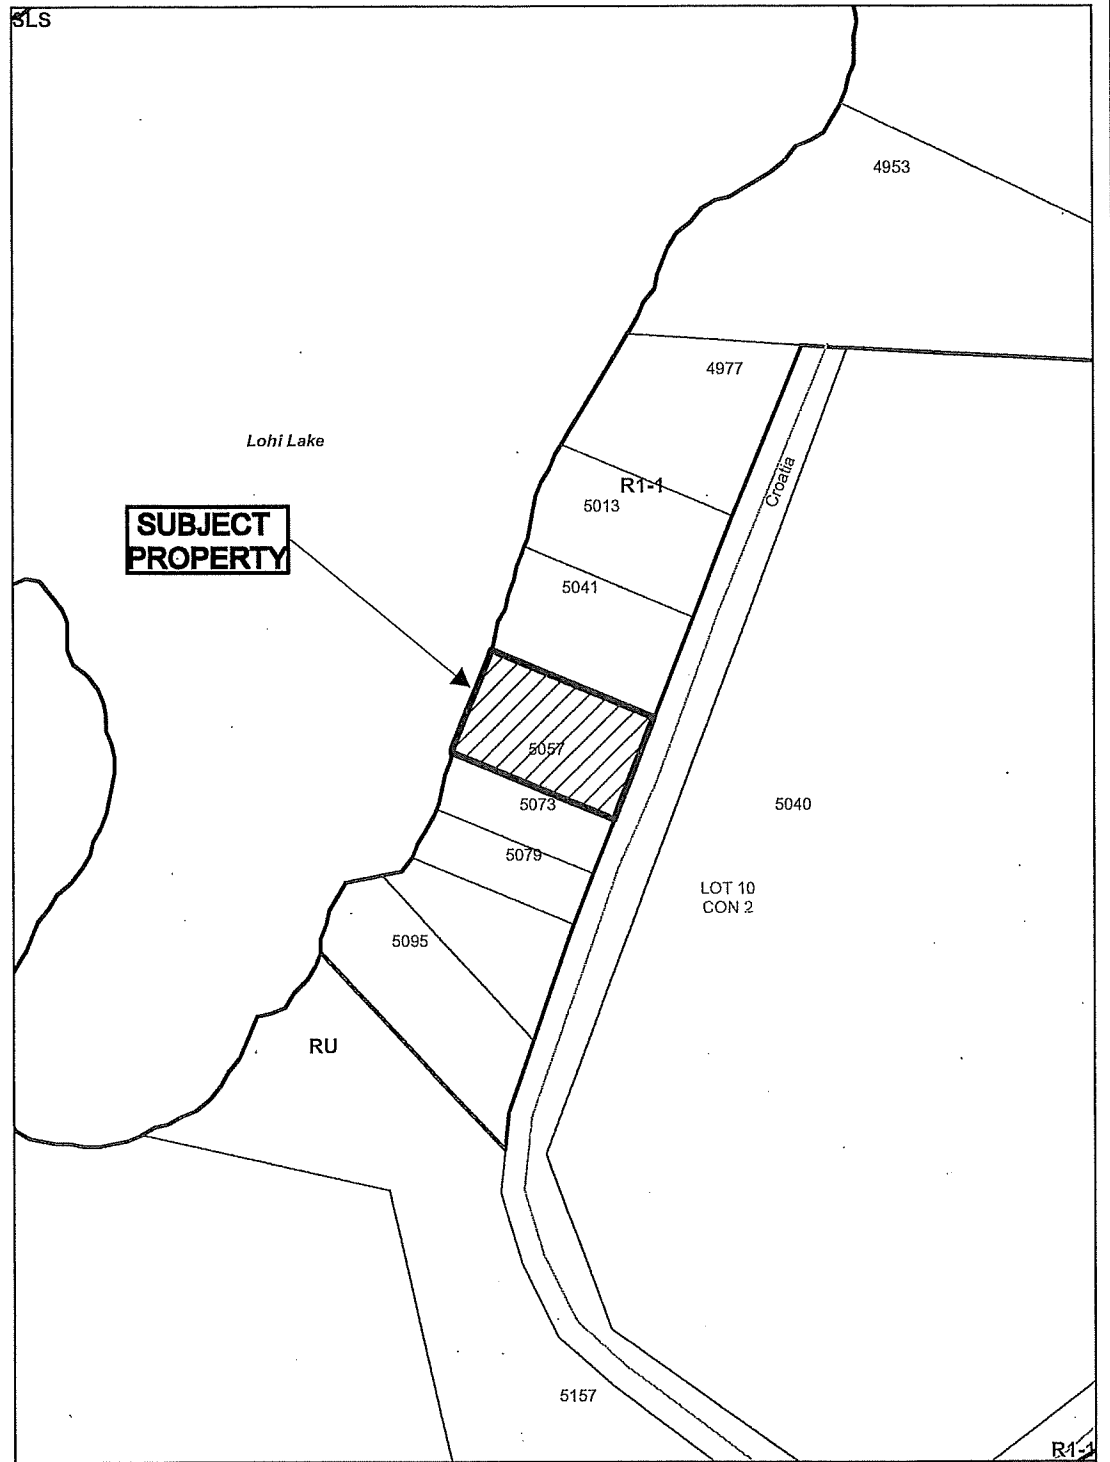 SLS
4953
4977
Lohi Lake
Croatia
R1-1
5013
SUBJECT
PROPERTY
5041
5057
5073
5040
5079
LOT 10
CON 2
5095
RU
5157
R1-1